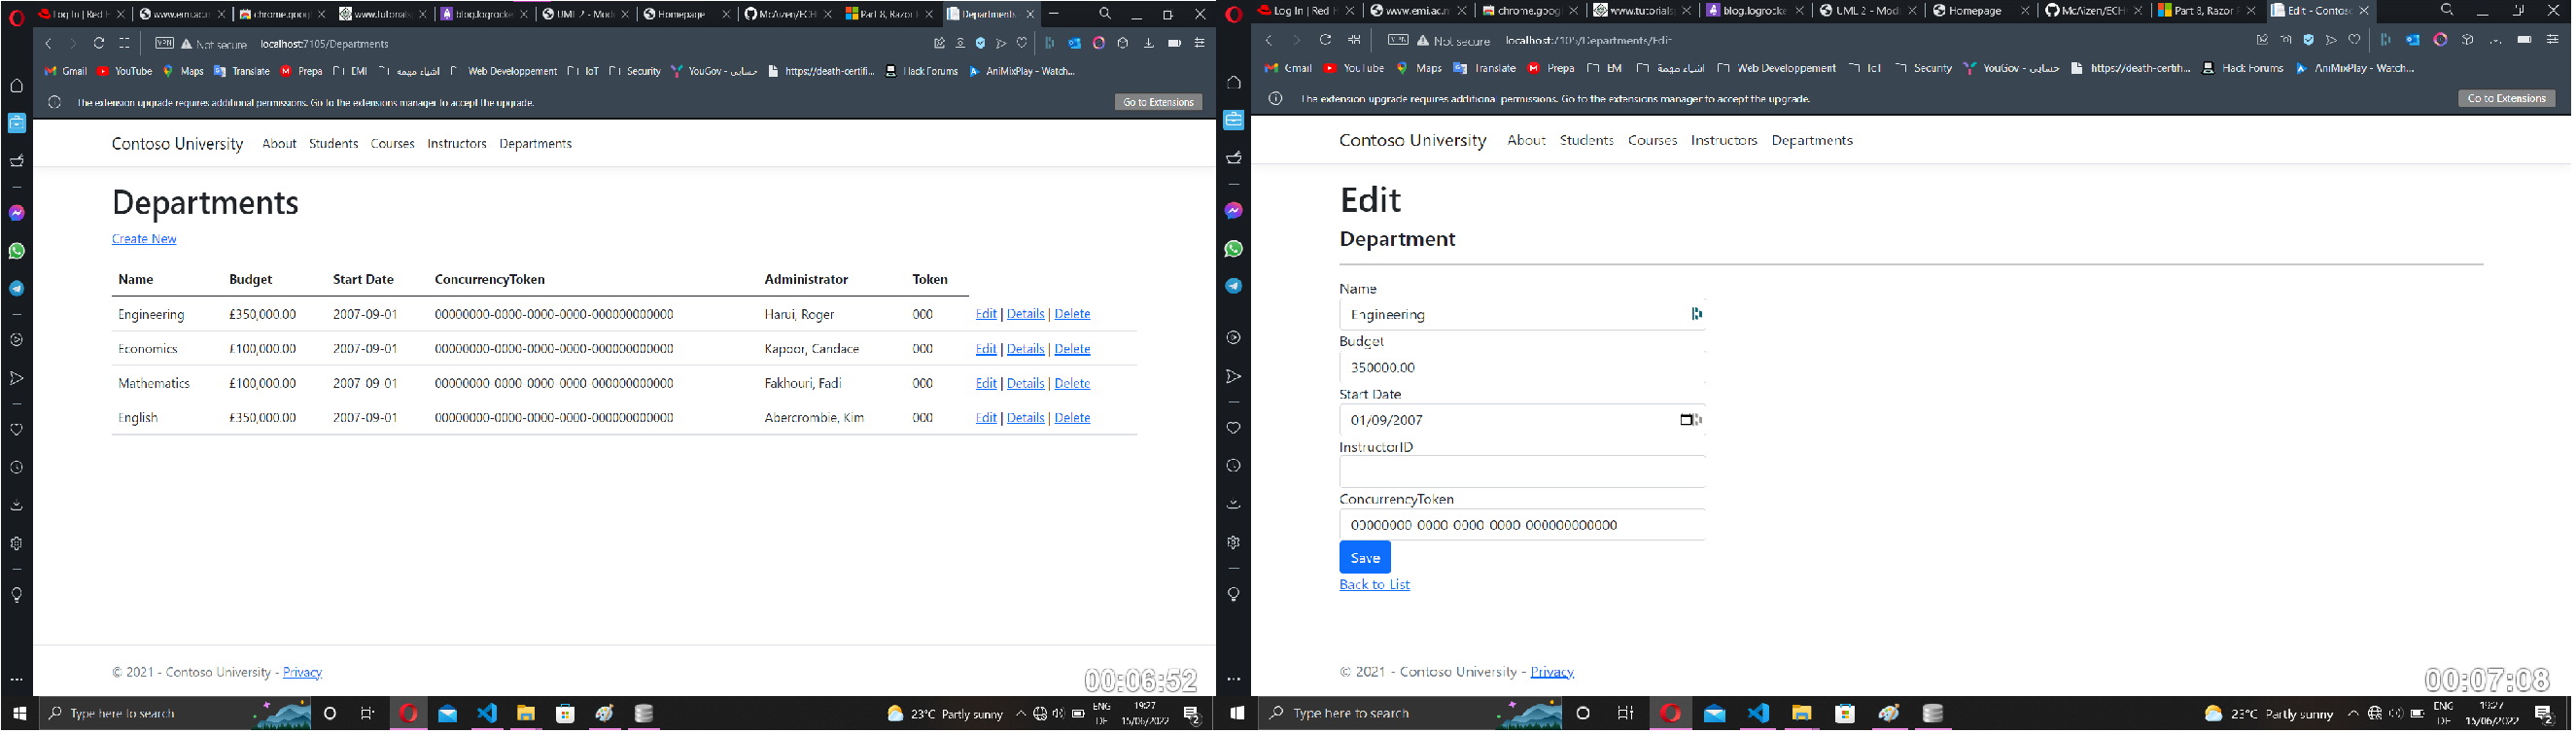 Log In | Red H
www.emi.ac.m
chrome.googl
www.tutorials
blog.logrocke
UML 2 - Modé
Homepage
McAizen/ECH
Part 8, Razor P
Departments
VPN
Not secure
localhost:7105/Departments
Gmail
YouTube
Maps
Translate
Prepa
EMI
اشياء مهمة
Web Developpement
IoT
Security
YouGov - حسابي
https://death-certifi...
Hack Forums
AniMixPlay - Watch...
The extension upgrade requires additional permissions. Go to the extensions manager to accept the upgrade.
Go to Extensions
Contoso University About Students Courses Instructors Departments
Departments
Create New
Name Budget Start Date ConcurrencyToken Administrator Token
Engineering £350,000.00 2007-09-01 00000000-0000-0000-0000-000000000000 Harui, Roger 000 Edit | Details | Delete
Economics £100,000.00 2007-09-01 00000000-0000-0000-0000-000000000000 Kapoor, Candace 000 Edit | Details | Delete
Mathematics £100,000.00 2007-09-01 00000000-0000-0000-0000-000000000000 Fakhouri, Fadi 000 Edit | Details | Delete
English £350,000.00 2007-09-01 00000000-0000-0000-0000-000000000000 Abercrombie, Kim 000 Edit | Details | Delete
© 2021 - Contoso University - Privacy
00:06:52
Type here to search
23°C Partly sunny
ENG
DE
19:27
15/06/2022
2
Log In | Red H
www.emi.ac.m
chrome.googl
www.tutorials
blog.logrocke
UML 2 - Modé
Homepage
McAizen/ECH
Part 8, Razor P
Edit - Contoso
VPN
Not secure
localhost:7105/Departments/Edit
Gmail
YouTube
Maps
Translate
Prepa
EMI
اشياء مهمة
Web Developpement
IoT
Security
YouGov - حسابي
https://death-certifi...
Hack Forums
AniMixPlay - Watch...
The extension upgrade requires additional permissions. Go to the extensions manager to accept the upgrade.
Go to Extensions
Contoso University About Students Courses Instructors Departments
Edit
Department
Name
Engineering
Budget
350000.00
Start Date
01/09/2007
InstructorID
ConcurrencyToken
00000000-0000-0000-0000-000000000000
Save
Back to List
© 2021 - Contoso University - Privacy
00:07:08
Type here to search
23°C Partly sunny
ENG
DE
19:27
15/06/2022
2